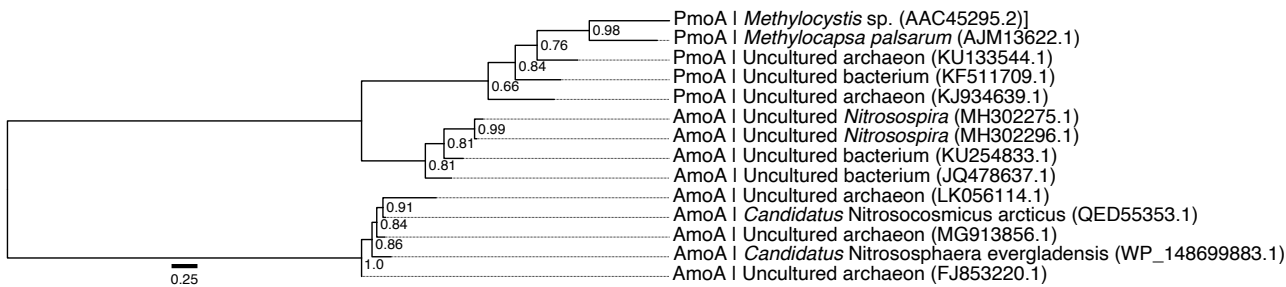 PmoA | Methylocystis sp. (AAC45295.2)]
0.98
PmoA | Methylocapsa palsarum (AJM13622.1)
0.76
PmoA | Uncultured archaeon (KU133544.1)
0.84
PmoA | Uncultured bacterium (KF511709.1)
0.66
PmoA | Uncultured archaeon (KJ934639.1)
AmoA | Uncultured Nitrosospira (MH302275.1)
0.99
AmoA | Uncultured Nitrosospira (MH302296.1)
0.81
AmoA | Uncultured bacterium (KU254833.1)
0.81
AmoA | Uncultured bacterium (JQ478637.1)
AmoA | Uncultured archaeon (LK056114.1)
0.91
AmoA | Candidatus Nitrosocosmicus arcticus (QED55353.1)
0.84
AmoA | Uncultured archaeon (MG913856.1)
0.86
AmoA | Candidatus Nitrososphaera evergladensis (WP_148699883.1)
1.0
AmoA | Uncultured archaeon (FJ853220.1)
0.25